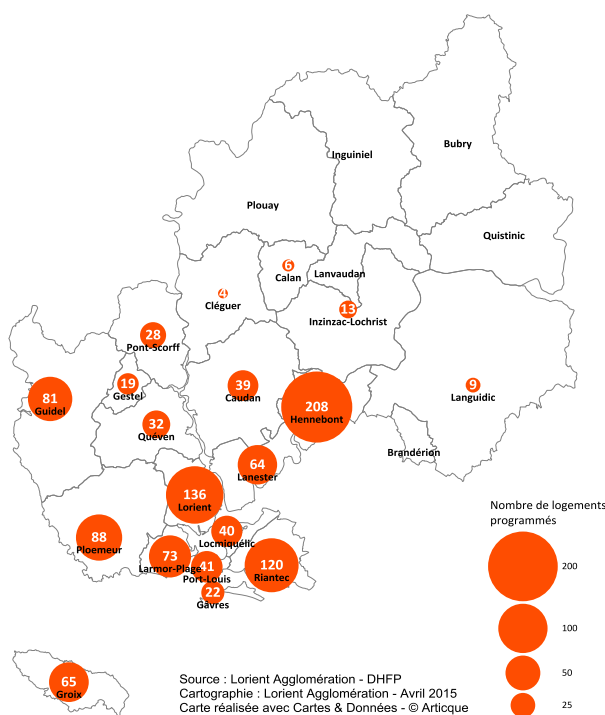 Bubry
Inguiniel
Plouay
Quistinic
6
Calan
Lanvaudan
4
Cléguer
13
Inzinzac-Lochrist
28
Pont-Scorff
19
Gestel
39
Caudan
9
Languidic
81
Guidel
208
Hennebont
32
Quéven
Brandérion
64
Lanester
136
Lorient
Nombre de logements
programmés
88
Ploemeur
40
Locmiquélic
73
Larmor-Plage
41
Port-Louis
120
Riantec
200
22
Gâvres
100
50
25
65
Groix
Source : Lorient Agglomération - DHFP
Cartographie : Lorient Agglomération - Avril 2015
Carte réalisée avec Cartes & Données - © Articque